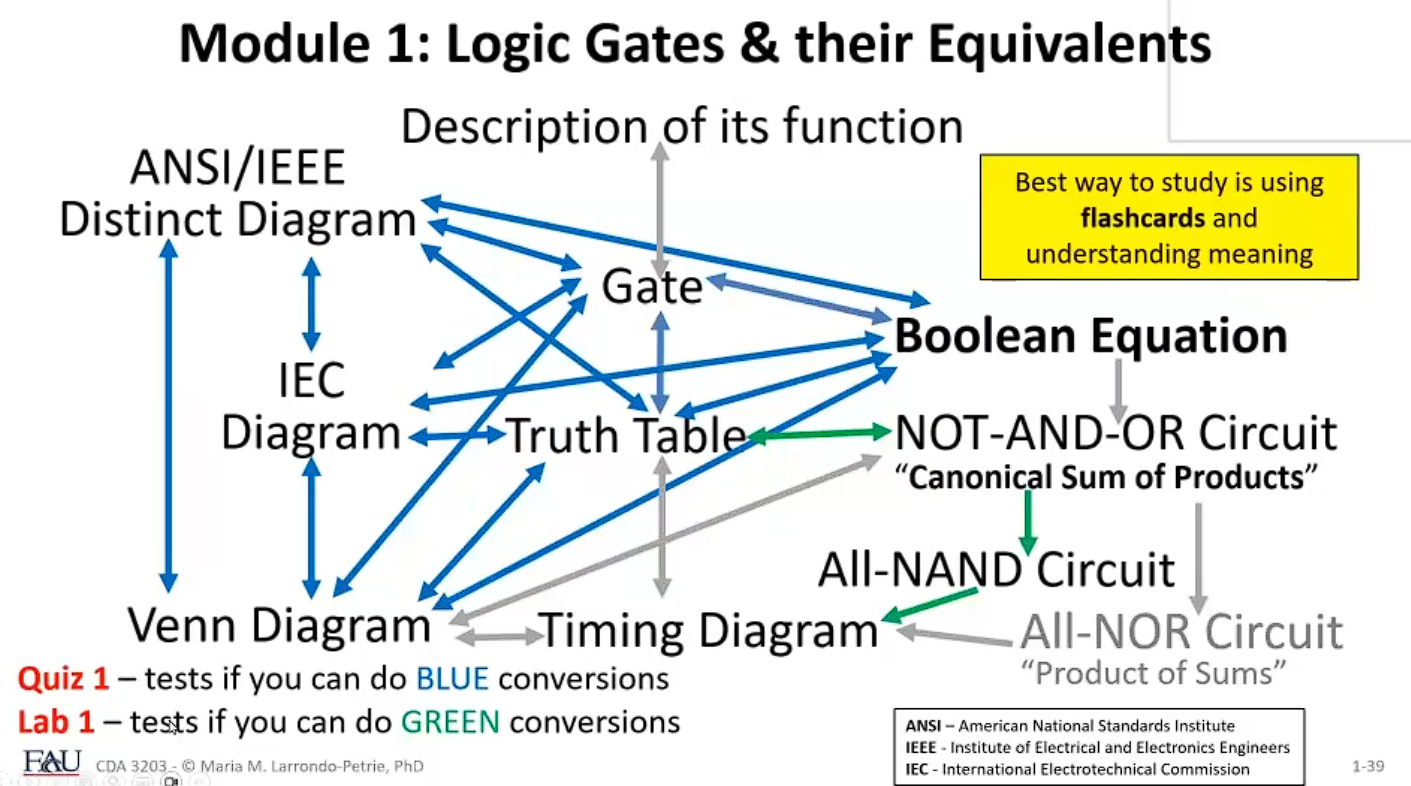 Module 1: Logic Gates & their Equivalents
Description of its function
ANSI/IEEE
Distinct Diagram
Best way to study is using
flashcards and
understanding meaning
Gate
Boolean Equation
IEC
Diagram
Truth Table
NOT-AND-OR Circuit
“Canonical Sum of Products”
All-NAND Circuit
Venn Diagram
Timing Diagram
All-NOR Circuit
“Product of Sums”
Quiz 1 – tests if you can do BLUE conversions
Lab 1 – tests if you can do GREEN conversions
ANSI – American National Standards Institute
IEEE - Institute of Electrical and Electronics Engineers
IEC - International Electrotechnical Commission
FAU CDA 3203 - © Maria M. Larrondo-Petrie, PhD
1-39